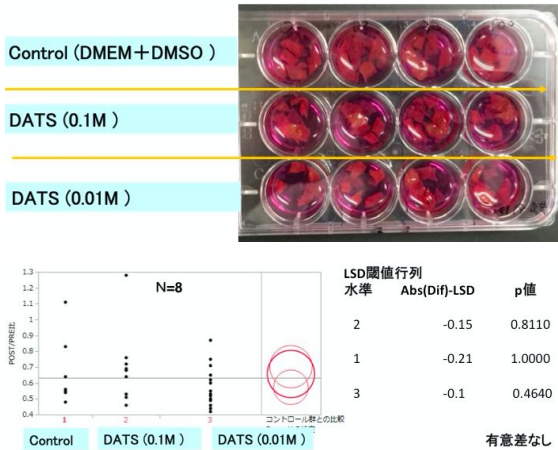 Control (DMEM＋DMSO )
DATS (0.1M )
DATS (0.01M )
N=8
POST/PRE比
1.3
1.2
1.1
1
0.9
0.8
0.7
0.6
0.5
0.4
1
2
3
コントロール群との比較
Control
DATS (0.1M )
DATS (0.01M )
LSD閾値行列
水準 Abs(Dif)-LSD p値
2 -0.15 0.8110
1 -0.21 1.0000
3 -0.1 0.4640
有意差なし